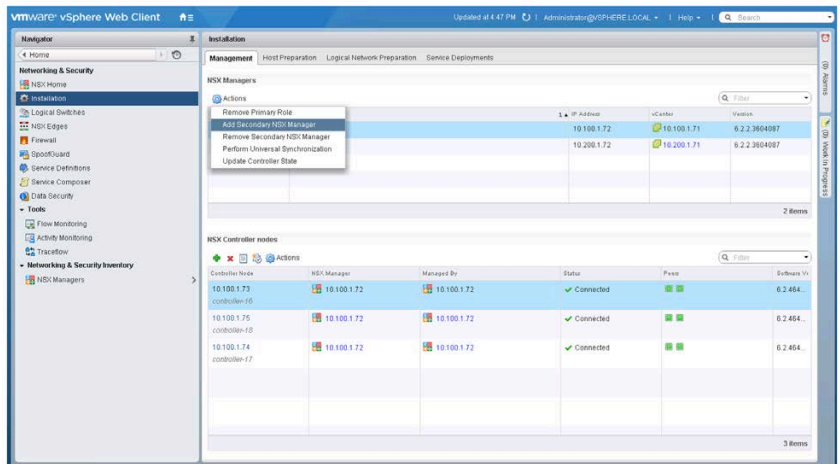 vmware vSphere Web Client
Updated at 4:47 PM | Administrator@VSPHERE.LOCAL | Help | Search
Navigator
Home
Networking & Security
NSX Home
Installation
Logical Switches
NSX Edges
Firewall
SpoofGuard
Service Definitions
Service Composer
Data Security
Tools
Flow Monitoring
Activity Monitoring
Traceflow
Networking & Security Inventory
NSX Managers
Installation
Management Host Preparation Logical Network Preparation Service Deployments
NSX Managers
Actions Filter
Remove Primary Role
Add Secondary NSX Manager
Remove Secondary NSX Manager
Perform Universal Synchronization
Update Controller State
1 IP Address vCenter Version
10.100.1.72 10.100.1.71 6.2.2.3604087
10.200.1.72 10.200.1.71 6.2.2.3604087
2 items
NSX Controller nodes
Actions Filter
Controller Node NSX Manager Managed By Status Peers Software Ve
10.100.1.73 10.100.1.72 10.100.1.72 Connected 6.2.464...
controller-16
10.100.1.75 10.100.1.72 10.100.1.72 Connected 6.2.464...
controller-18
10.100.1.74 10.100.1.72 10.100.1.72 Connected 6.2.464...
controller-17
3 items
(0) Alarms
(0) Work In Progress